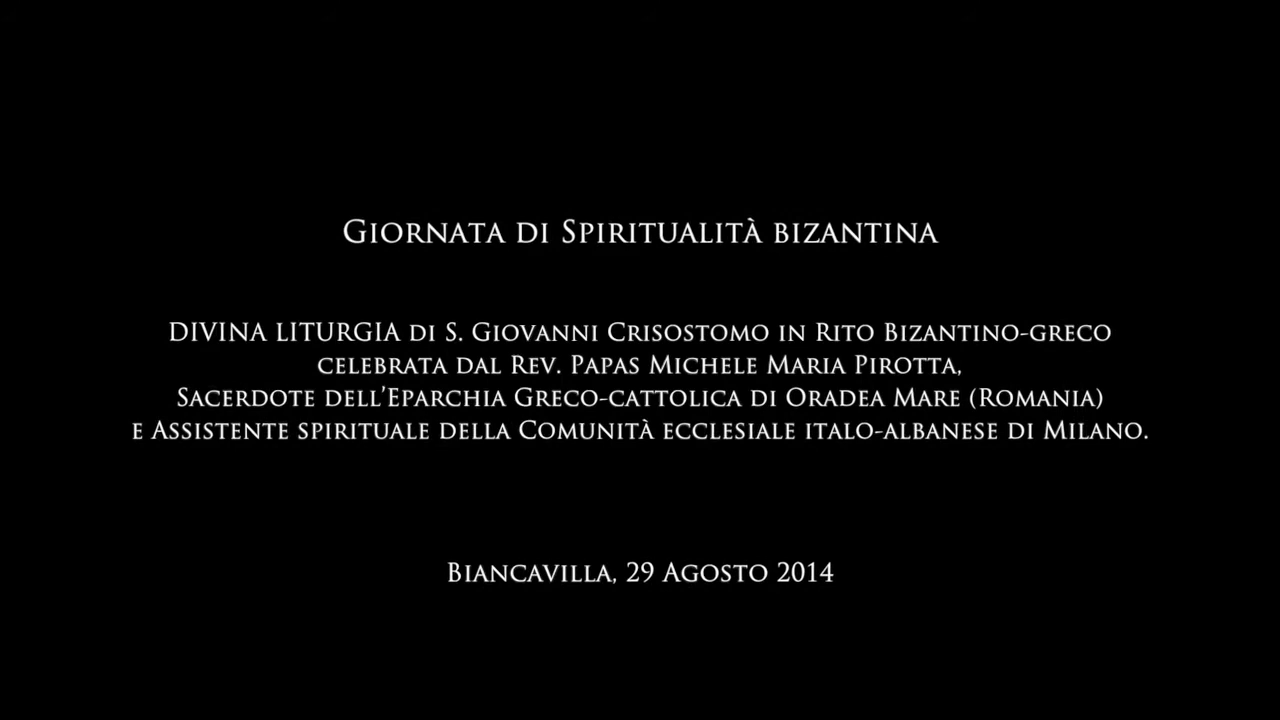 Giornata di Spiritualità bizantina
DIVINA LITURGIA di S. Giovanni Crisostomo in Rito Bizantino-greco
celebrata dal Rev. Papas Michele Maria Pirotta,
Sacerdote dell’Eparchia Greco-cattolica di Oradea Mare (Romania)
e Assistente spirituale della Comunità ecclesiale italo-albanese di Milano.
Biancavilla, 29 Agosto 2014